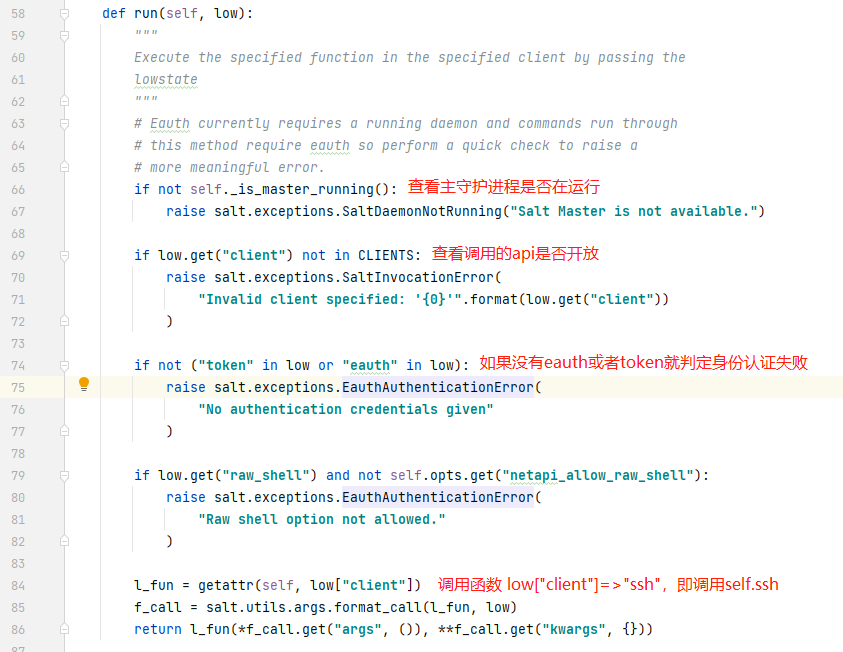 58 def run(self, low):
59 """
60 Execute the specified function in the specified client by passing the
61 lowstate
62 """
63 # Eauth currently requires a running daemon and commands run through
64 # this method require eauth so perform a quick check to raise a
65 # more meaningful error.
66 if not self._is_master_running(): 查看主守护进程是否在运行
67 raise salt.exceptions.SaltDaemonNotRunning("Salt Master is not available.")
68
69 if low.get("client") not in CLIENTS: 查看调用的api是否开放
70 raise salt.exceptions.SaltInvocationError(
71 "Invalid client specified: '{0}'".format(low.get("client"))
72 )
73
74 if not ("token" in low or "eauth" in low): 如果没有eauth或者token就判定身份认证失败
75 raise salt.exceptions.EauthAuthenticationError(
76 "No authentication credentials given"
77 )
78
79 if low.get("raw_shell") and not self.opts.get("netapi_allow_raw_shell"):
80 raise salt.exceptions.EauthAuthenticationError(
81 "Raw shell option not allowed."
82 )
83
84 l_fun = getattr(self, low["client"]) 调用函数 low["client"]=>"ssh"，即调用self.ssh
85 f_call = salt.utils.args.format_call(l_fun, low)
86 return l_fun(*f_call.get("args", ()), **f_call.get("kwargs", {}))
87